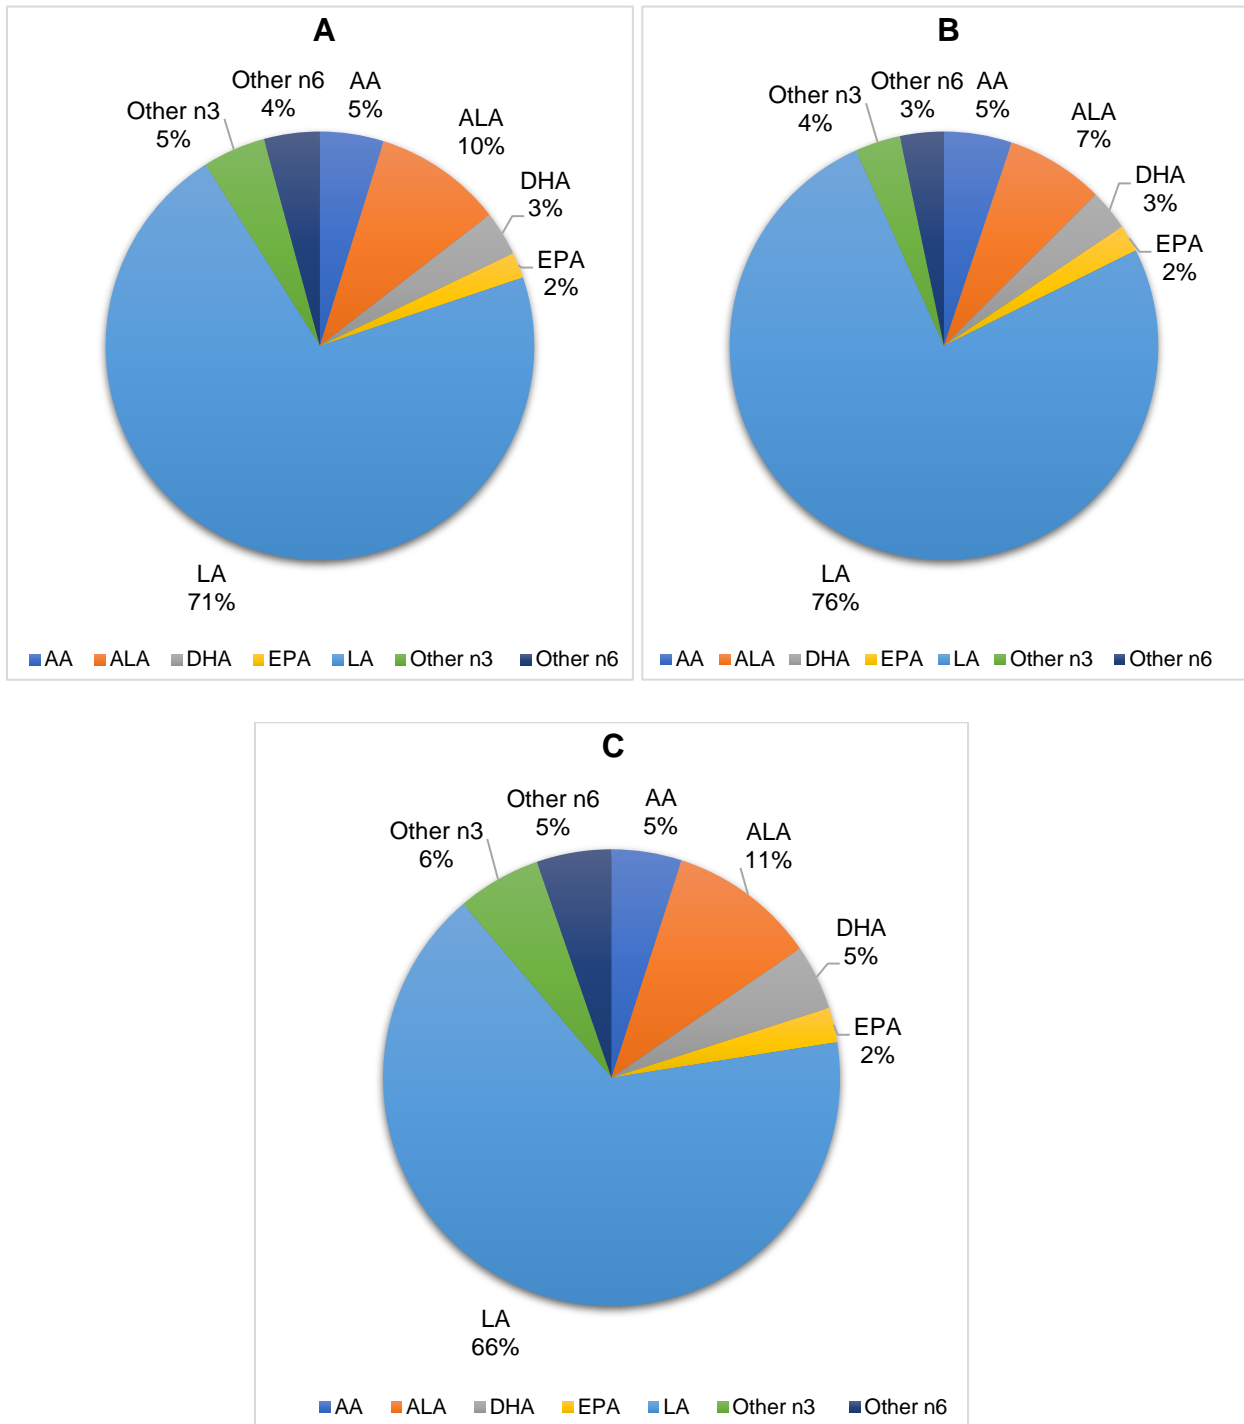 A
Other n6
4%
AA
5%
Other n3
5%
ALA
10%
DHA
3%
EPA
2%
LA
71%
AA ALA DHA EPA LA Other n3 Other n6
B
Other n6
3%
AA
5%
Other n3
4%
ALA
7%
DHA
3%
EPA
2%
LA
76%
AA ALA DHA EPA LA Other n3 Other n6
C
Other n6
5%
AA
5%
Other n3
6%
ALA
11%
DHA
5%
EPA
2%
LA
66%
AA ALA DHA EPA LA Other n3 Other n6